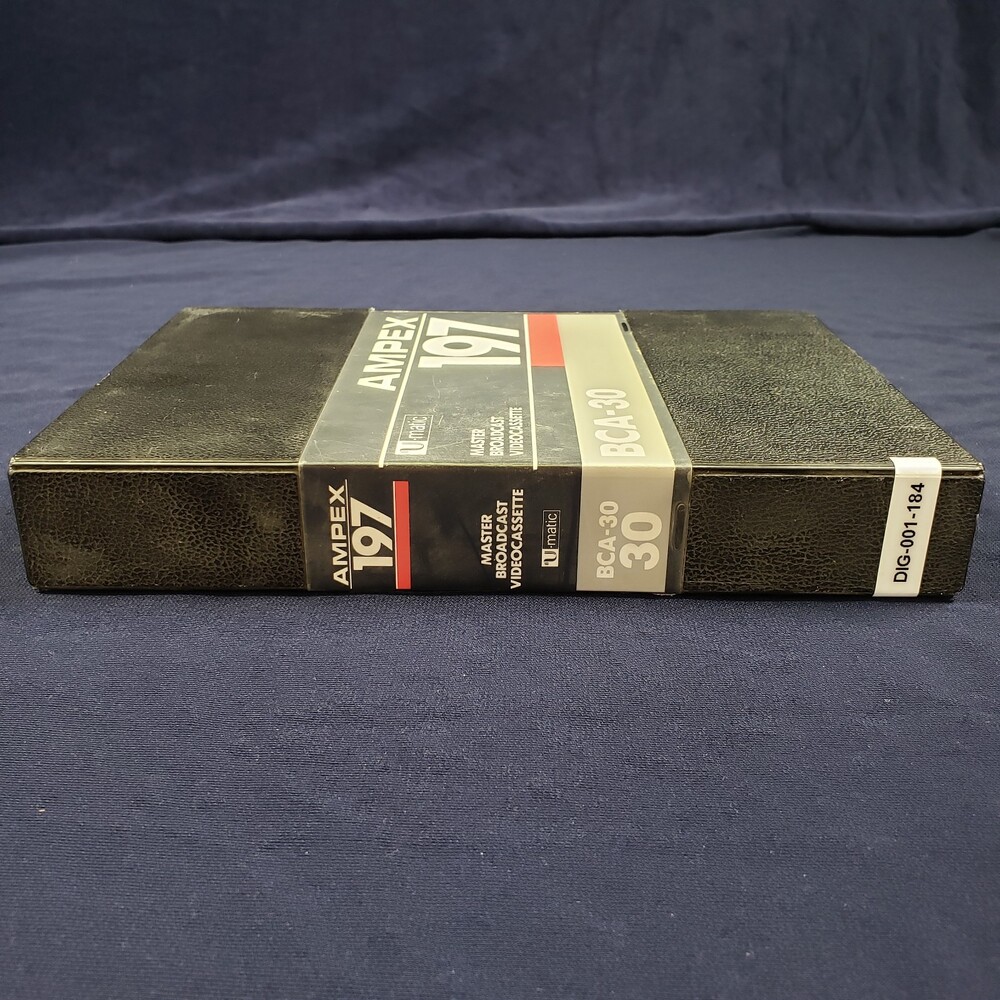 AMPEX
197
U-matic
MASTER
BROADCAST
VIDEOCASSETTE
BCA-30
AMPEX
197
MASTER
BROADCAST
VIDEOCASSETTE
U-matic
BCA-30
30
DIG-001-184